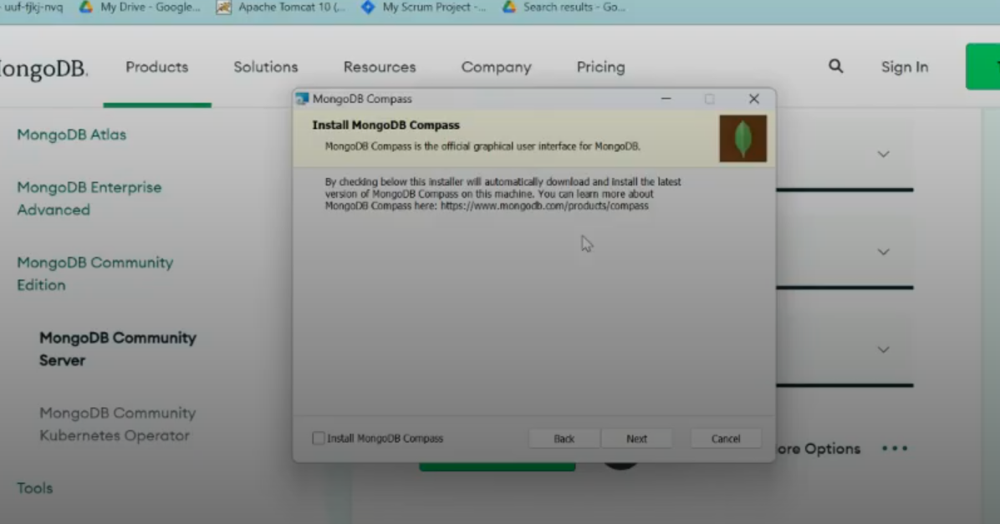 uuf-fjkj-nvq My Drive - Google... Apache Tomcat 10 (... My Scrum Project -... Search results - Go...
ongoDB. Products Solutions Resources Company Pricing Sign In
MongoDB Compass
Install MongoDB Compass
MongoDB Compass is the official graphical user interface for MongoDB.
By checking below this installer will automatically download and install the latest
version of MongoDB Compass on this machine. You can learn more about
MongoDB Compass here: https://www.mongodb.com/products/compass
Install MongoDB Compass Back Next Cancel
MongoDB Atlas
MongoDB Enterprise
Advanced
MongoDB Community
Edition
MongoDB Community
Server
MongoDB Community
Kubernetes Operator
Tools
ore Options